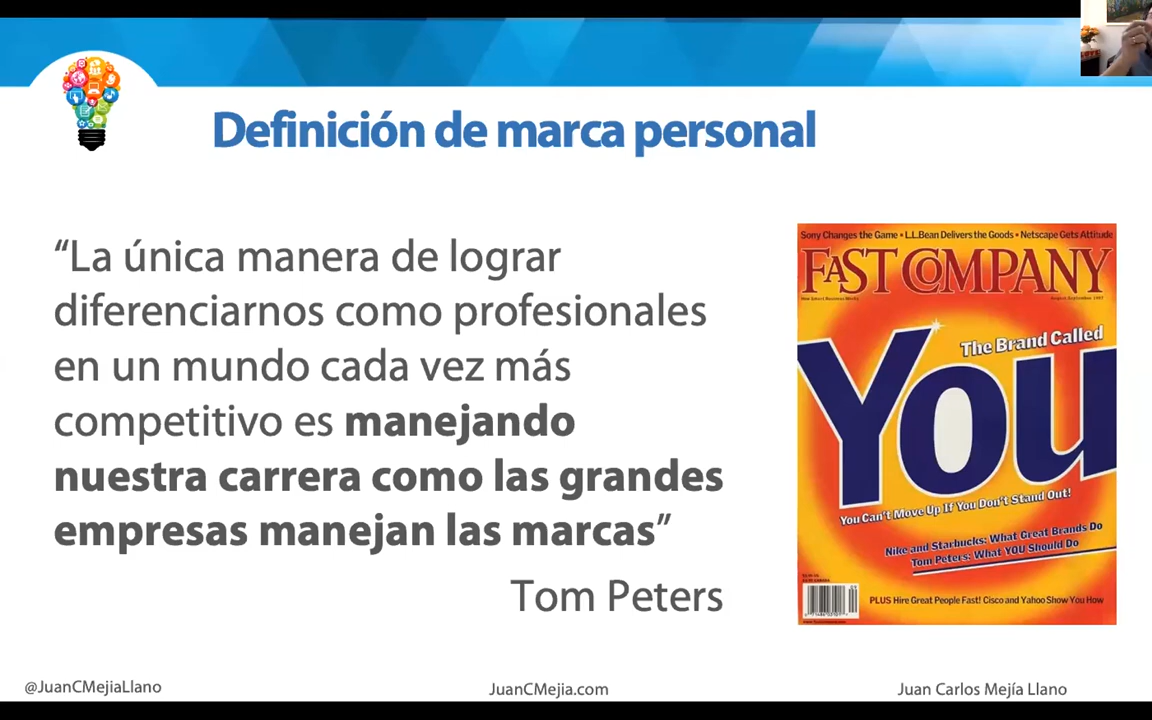 Definición de marca personal
“La única manera de lograr
diferenciarnos como profesionales
en un mundo cada vez más
competitivo es manejando
nuestra carrera como las grandes
empresas manejan las marcas”
Tom Peters
Sony Changes the Game • L.L.Bean Delivers the Goods • Netscape Gets Attitude
FAST COMPANY
August:September 1997
The Brand Called
You
You Can't Move Up If You Don't Stand Out!
Nike and Starbucks: What Great Brands Do
Tom Peters: What YOU Should Do
PLUS Hire Great People Fast! Cisco and Yahoo Show You How
@JuanCMejiaLlano
JuanCMejia.com
Juan Carlos Mejía Llano